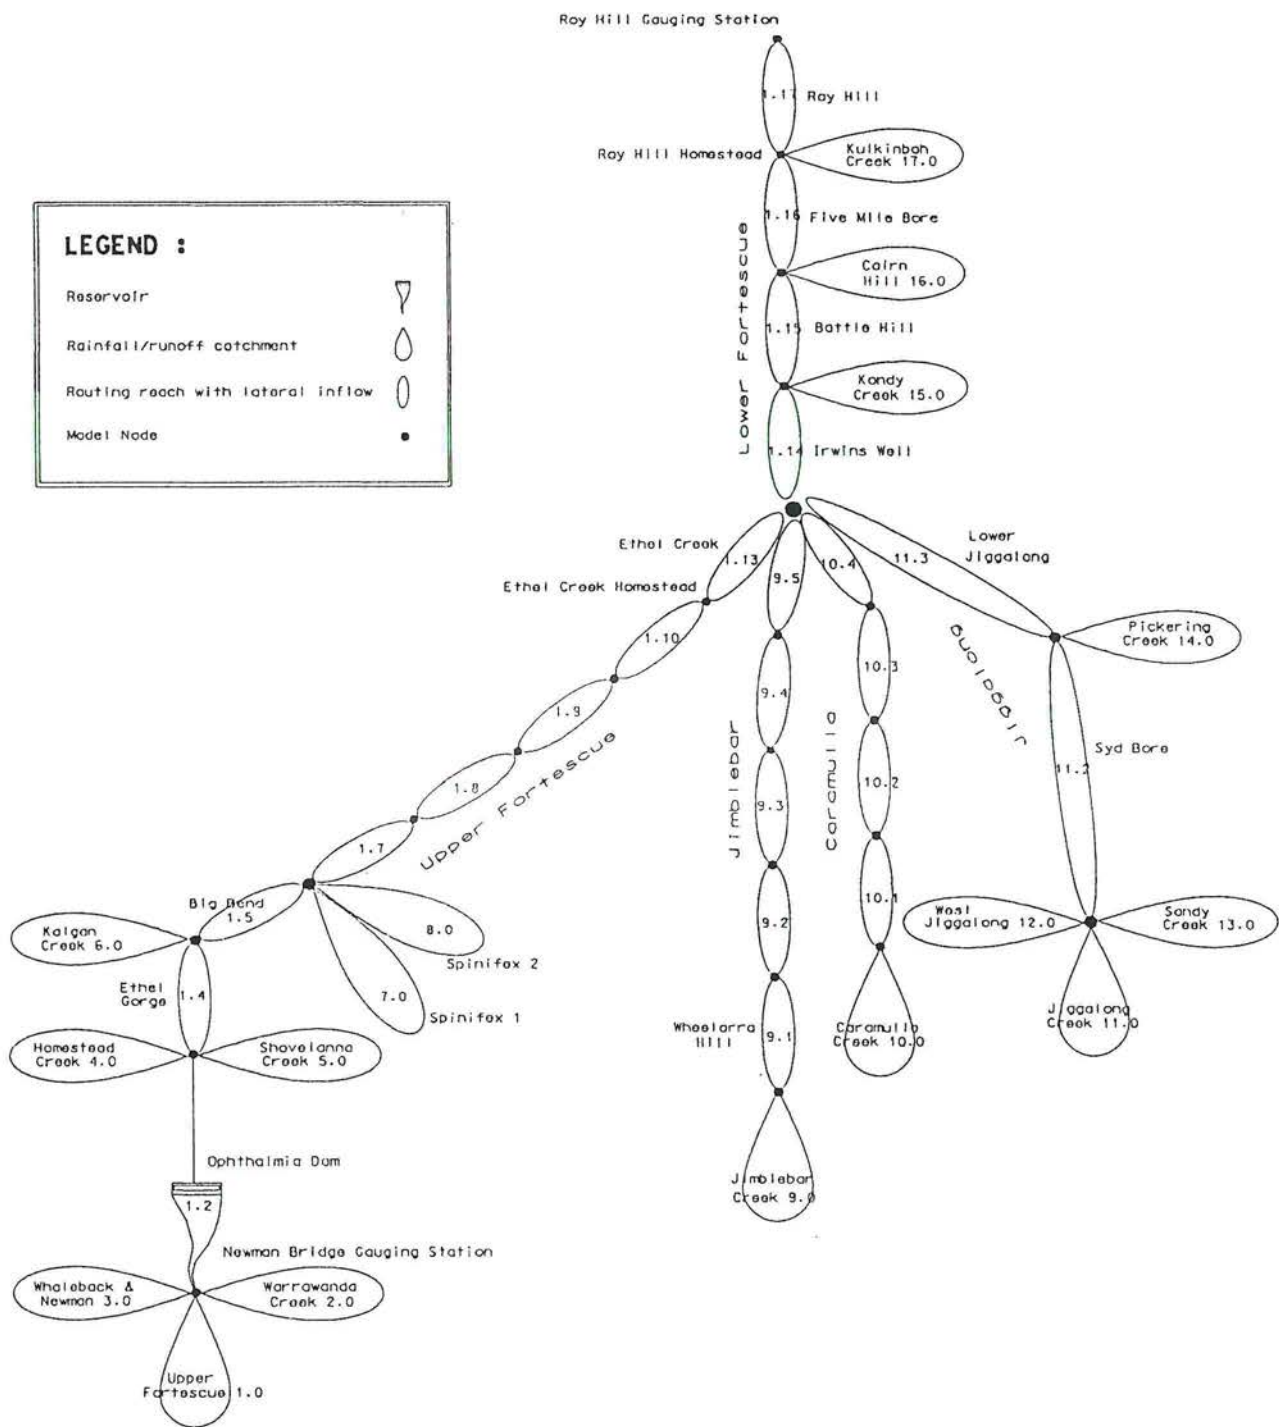 Roy Hill Gauging Station
1.17
Roy Hill
Roy Hill Homestead
Kulkinbah
Creek 17.0
1.16
Five Mile Bore
Cairn
Hill 16.0
1.15
Battle Hill
Kondy
Creek 15.0
1.14
Irwins Well
Lower Fortescue
LEGEND :
Reservoir
Rainfall/runoff catchment
Routing reach with lateral inflow
Model Node
Ethel Creek
1.13
Ethel Creek Homestead
1.10
1.9
1.8
1.7
Upper Fortescue
9.5
9.4
9.3
9.2
9.1
Jimblebar
Wheelarra
Hill
Jimblebar
Creek 9.0
10.4
10.3
10.2
10.1
Caramulla
Caramulla
Creek 10.0
Lower
Jiggalong
11.3
Jiggalong
Pickering
Creek 14.0
11.2
Syd Bore
West
Jiggalong 12.0
Sandy
Creek 13.0
Jiggalong
Creek 11.0
Big Bend
1.5
Kalgan
Creek 6.0
8.0
Spinifex 2
7.0
Spinifex 1
Ethel
Gorge
1.4
Homestead
Creek 4.0
Shovelanna
Creek 5.0
Ophthalmia Dam
1.2
Newman Bridge Gauging Station
Whaleback &
Newman 3.0
Warrawanda
Creek 2.0
Upper
Fortescue 1.0